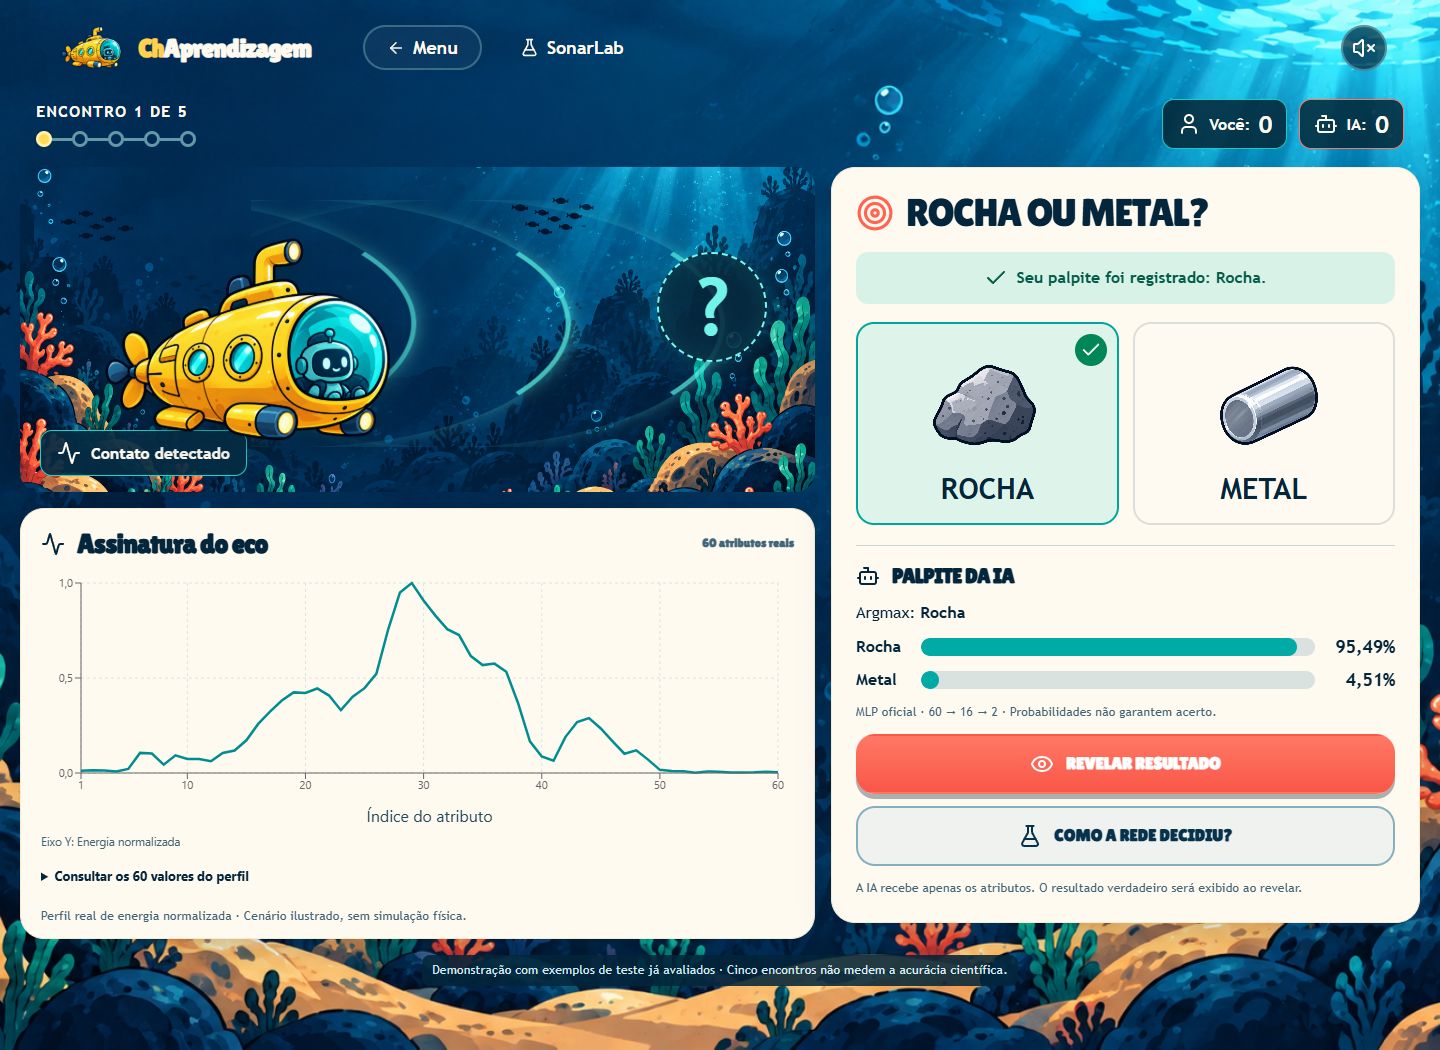 ChAprendizagem
← Menu
SonarLab
ENCONTRO 1 DE 5
Você: 0
IA: 0
?
Contato detectado
Assinatura do eco
60 atributos reais
1,0
0,5
0,0
1 10 20 30 40 50 60
Índice do atributo
Eixo Y: Energia normalizada
Consultar os 60 valores do perfil
Perfil real de energia normalizada · Cenário ilustrado, sem simulação física.
ROCHA OU METAL?
Seu palpite foi registrado: Rocha.
ROCHA
METAL
PALPITE DA IA
Argmax: Rocha
Rocha 95,49%
Metal 4,51%
MLP oficial · 60 → 16 → 2 · Probabilidades não garantem acerto.
REVELAR RESULTADO
COMO A REDE DECIDIU?
A IA recebe apenas os atributos. O resultado verdadeiro será exibido ao revelar.
Demonstração com exemplos de teste já avaliados · Cinco encontros não medem a acurácia científica.